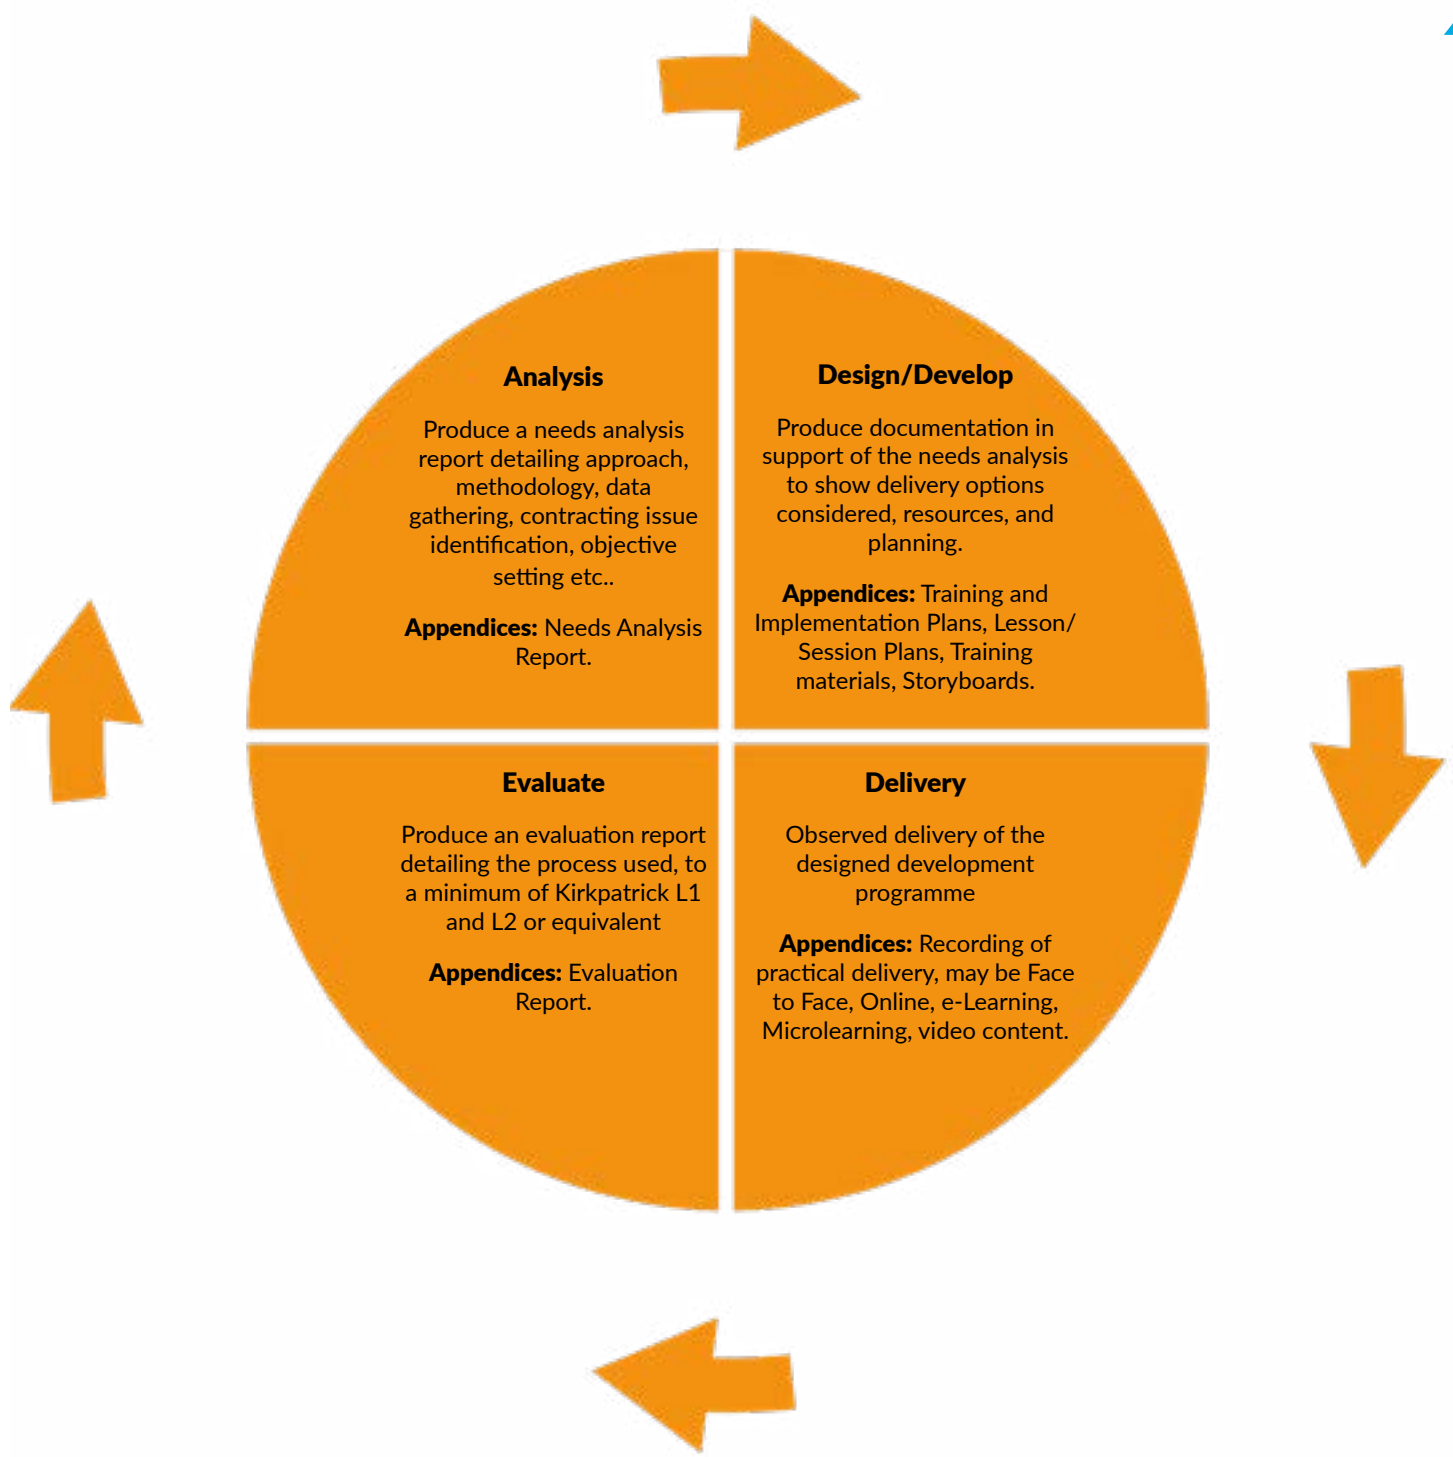 Analysis
Produce a needs analysis
report detailing approach,
methodology, data
gathering, contracting issue
identification, objective
setting etc..
Appendices: Needs Analysis
Report.
Design/Develop
Produce documentation in
support of the needs analysis
to show delivery options
considered, resources, and
planning.
Appendices: Training and
Implementation Plans, Lesson/
Session Plans, Training
materials, Storyboards.
Evaluate
Produce an evaluation report
detailing the process used, to
a minimum of Kirkpatrick L1
and L2 or equivalent
Appendices: Evaluation
Report.
Delivery
Observed delivery of the
designed development
programme
Appendices: Recording of
practical delivery, may be Face
to Face, Online, e-Learning,
Microlearning, video content.